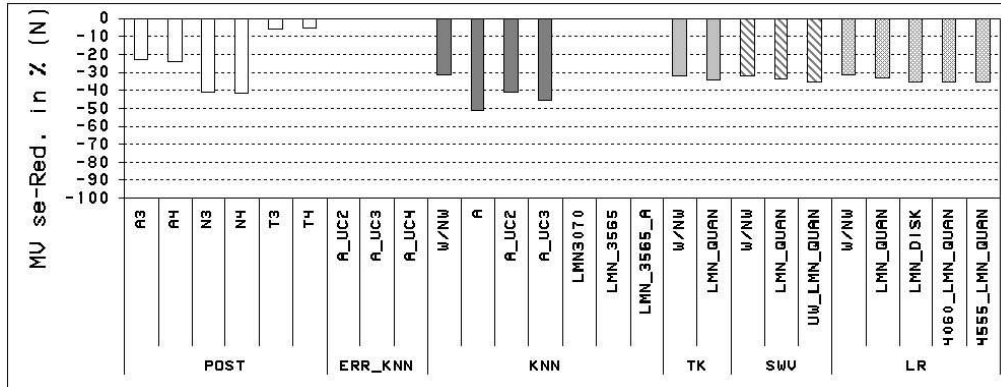 MV se-Red. in % (N)
0
-10
-20
-30
-40
-50
-60
-70
-80
-90
-100
A3
A4
N3
N4
T3
T4
A_UC2
A_UC3
A_UC4
W/NW
A
A_UC2
A_UC3
LMN3070
LMN_3565
LMN_3565_A
W/NW
LMN_QUAN
W/NW
LMN_QUAN
UW_LMN_QUAN
W/NW
LMN_QUAN
LMN_DISK
4060_LMN_QUAN
4555_LMN_QUAN
POST
ERR_KNN
KNN
TK
SWV
LR